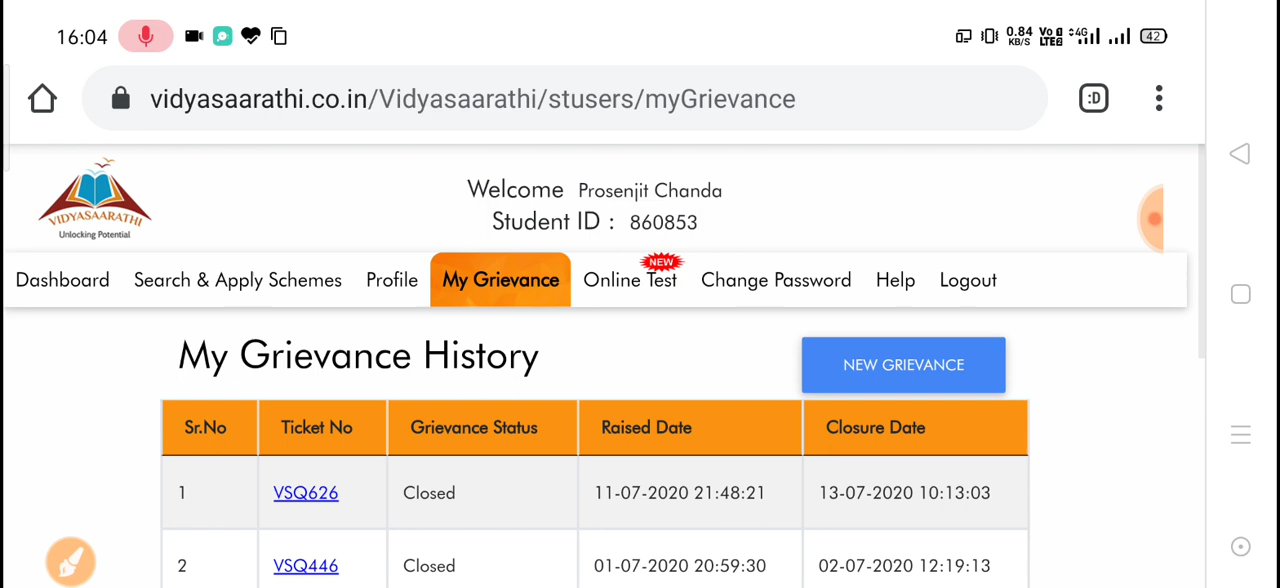 16:04
0.84 KB/S Vo LTE2 4G 42
vidyasaarathi.co.in/Vidyasaarathi/stusers/myGrievance
:D
VIDYASAARATHI
Unlocking Potential
Welcome Prosenjit Chanda
Student ID : 860853
NEW
Dashboard Search & Apply Schemes Profile My Grievance Online Test Change Password Help Logout
My Grievance History
NEW GRIEVANCE
Sr.No Ticket No Grievance Status Raised Date Closure Date
1 VSQ626 Closed 11-07-2020 21:48:21 13-07-2020 10:13:03
2 VSQ446 Closed 01-07-2020 20:59:30 02-07-2020 12:19:13